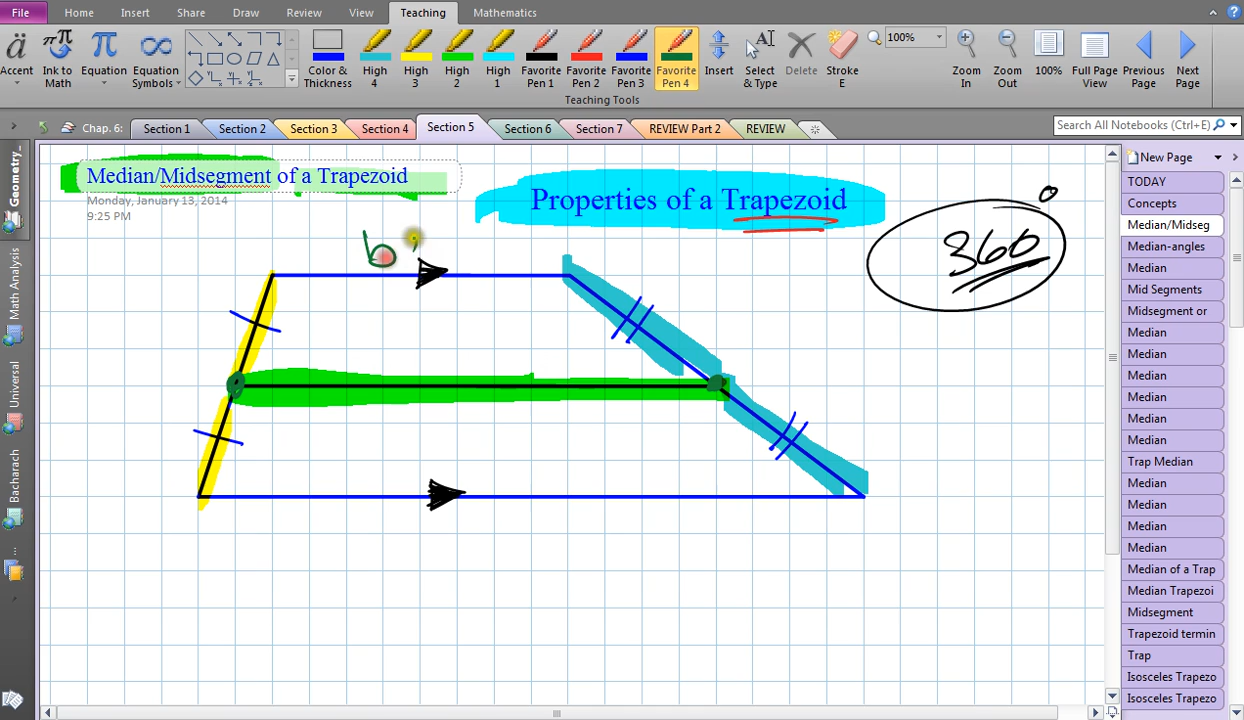 File Home Insert Share Draw Review View Teaching Mathematics
Accent Ink to Math Equation Equation Symbols Color & Thickness High 4 High 3 High 2 High 1 Favorite Pen 1 Favorite Pen 2 Favorite Pen 3 Favorite Pen 4 Insert Select & Type Delete Stroke E 100% Zoom In Zoom Out 100% Full Page View Previous Page Next Page
Teaching Tools
Chap. 6: Section 1 Section 2 Section 3 Section 4 Section 5 Section 6 Section 7 REVIEW Part 2 REVIEW Search All Notebooks (Ctrl+E)
Geometry_
Math Analysis
Universal
Bacharach
Median/Midsegment of a Trapezoid
Monday, January 13, 2014
9:25 PM
Properties of a Trapezoid
360°
b
New Page
TODAY
Concepts
Median/Midseg
Median-angles
Median
Mid Segments
Midsegment or
Median
Median
Median
Median
Median
Median
Trap Median
Median
Median
Median
Median
Median of a Trap
Median Trapezoi
Midsegment
Trapezoid termin
Trap
Isosceles Trapezo
Isosceles Trapezo